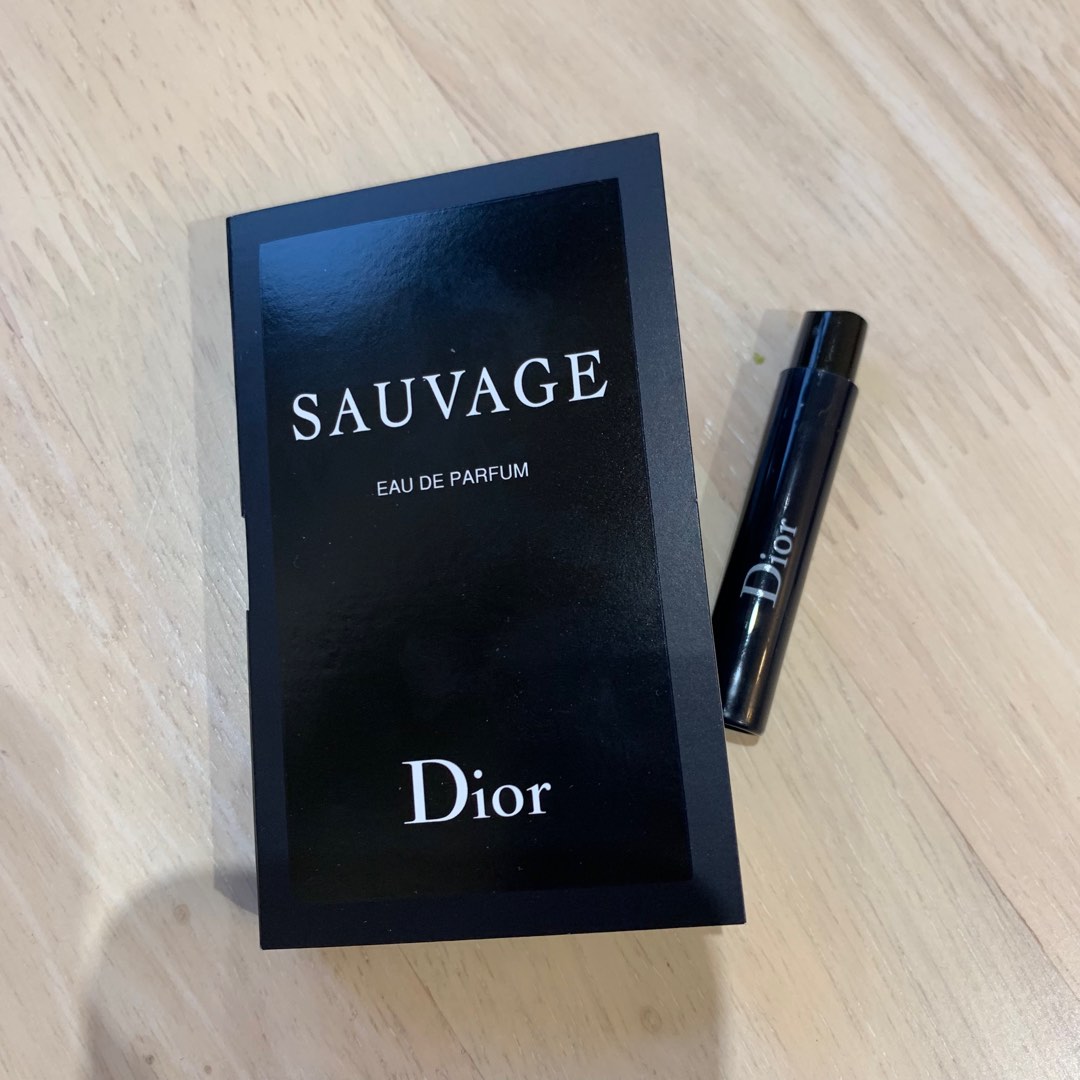 SAUVAGE
EAU DE PARFUM
Dior
Dior